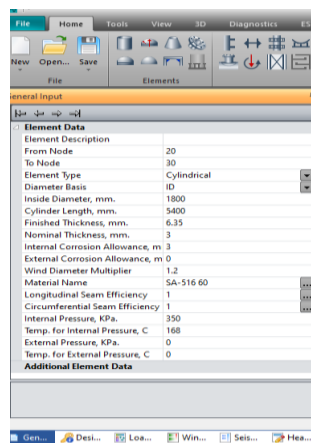 File Home Tools View 3D Diagnostics ES
New Open... Save
File Elements
eneral Input
Element Data
Element Description
From Node 20
To Node 30
Element Type Cylindrical
Diameter Basis ID
Inside Diameter, mm. 1800
Cylinder Length, mm. 5400
Finished Thickness, mm. 6.35
Nominal Thickness, mm. 3
Internal Corrosion Allowance, m 3
External Corrosion Allowance, m 0
Wind Diameter Multiplier 1.2
Material Name SA-516 60
Longitudinal Seam Efficiency 1
Circumferential Seam Efficiency 1
Internal Pressure, KPa. 350
Temp. for Internal Pressure, C 168
External Pressure, KPa. 0
Temp. for External Pressure, C 0
Additional Element Data
Gen... Desi... Loa... Win... Seis... Hea...